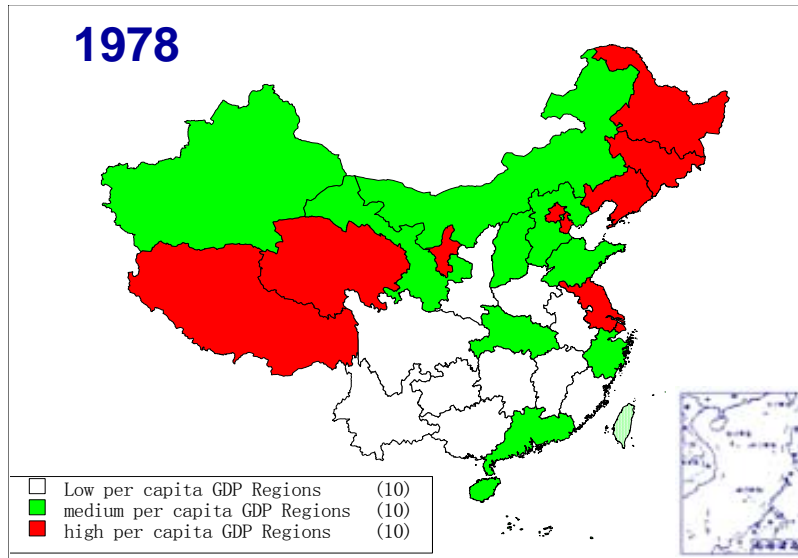 1978
Low per capita GDP Regions (10)
medium per capita GDP Regions (10)
high per capita GDP Regions (10)